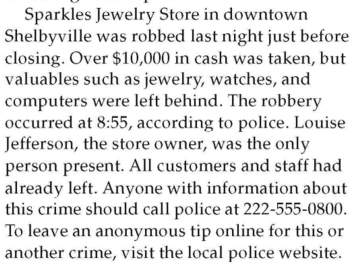 Sparkles Jewelry Store in downtown
Shelbyville was robbed last night just before
closing. Over $10,000 in cash was taken, but
valuables such as jewelry, watches, and
computers were left behind. The robbery
occurred at 8:55, according to police. Louise
Jefferson, the store owner, was the only
person present. All customers and staff had
already left. Anyone with information about
this crime should call police at 222-555-0800.
To leave an anonymous tip online for this or
another crime, visit the local police website.